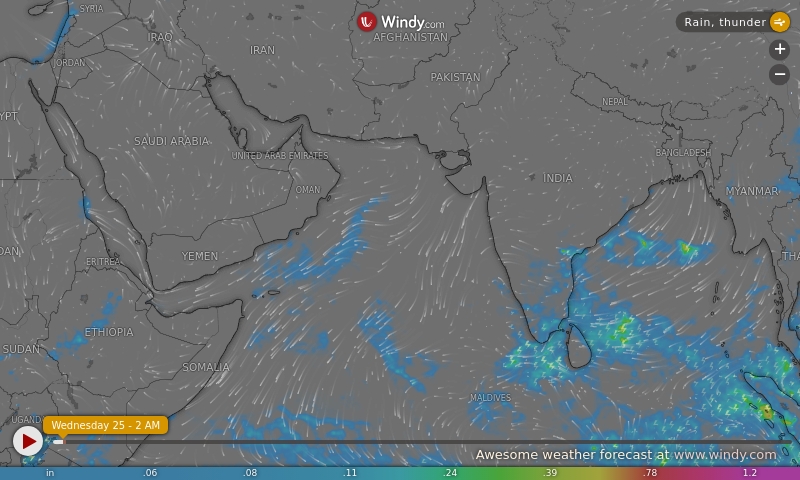 SYRIA
Windy.com
Rain, thunder
IRAQ
IRAN
AFGHANISTAN
JORDAN
PAKISTAN
NEPAL
YPT
SAUDI ARABIA
UNITED ARAB EMIRATES
BANGLADESH
OMAN
INDIA
MYANMAR
DAN
ERITREA
YEMEN
THA
ETHIOPIA
SUDAN
SOMALIA
MALDIVES
UGAND
Wednesday 25 - 2 AM
Awesome weather forecast at www.windy.com
in .06 .08 .11 .24 .39 .78 1.2